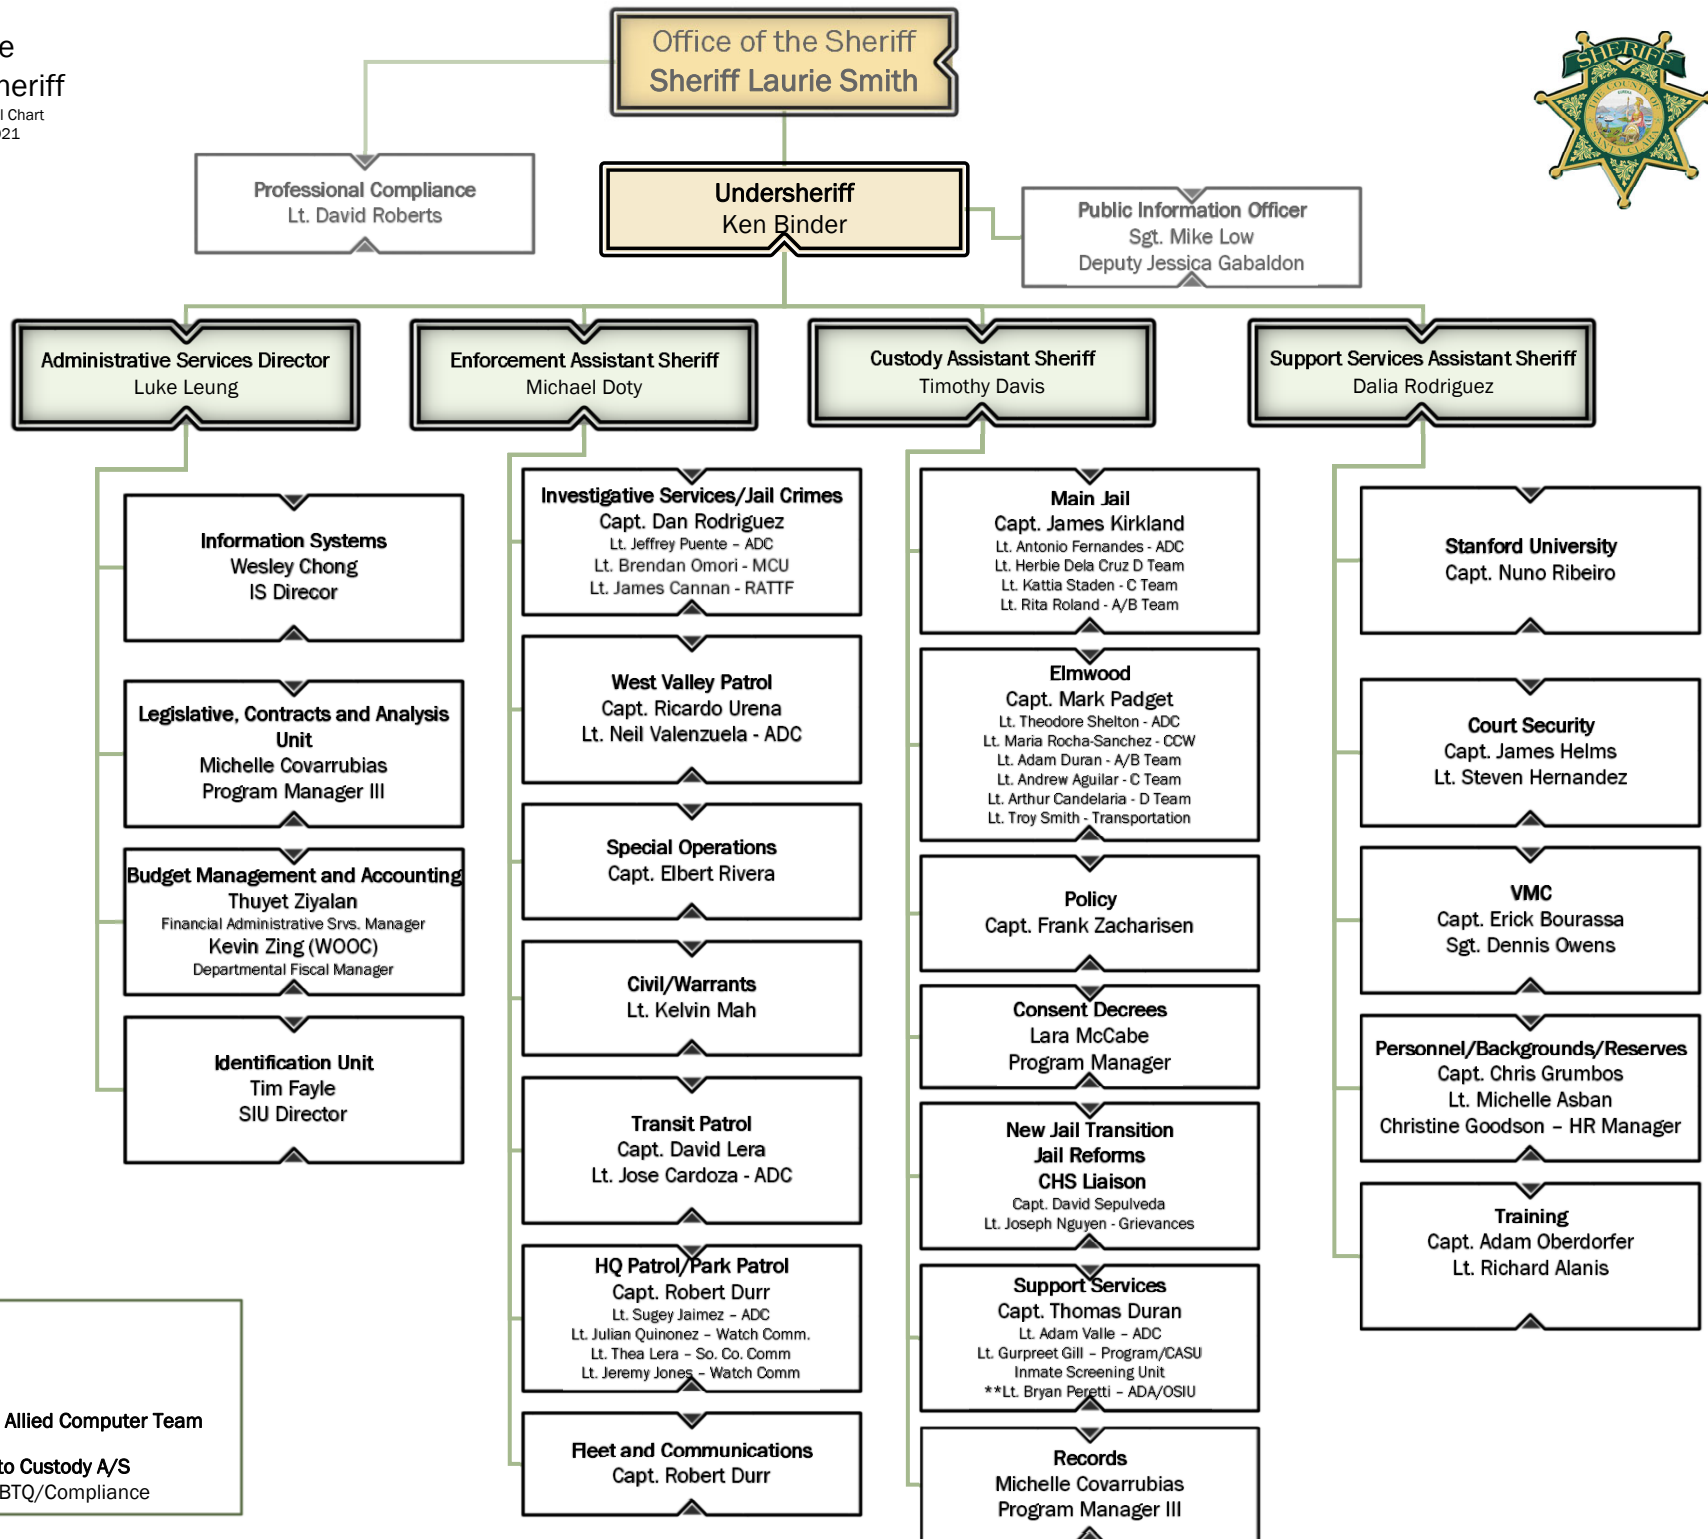 e
heriff
l Chart
021
Office of the Sheriff
Sheriff Laurie Smith
SHERIFF
THE COUNTY OF
SANTA CLARA
Professional Compliance
Lt. David Roberts
Undersheriff
Ken Binder
Public Information Officer
Sgt. Mike Low
Deputy Jessica Gabaldon
Administrative Services Director
Luke Leung
Enforcement Assistant Sheriff
Michael Doty
Custody Assistant Sheriff
Timothy Davis
Support Services Assistant Sheriff
Dalia Rodriguez
Information Systems
Wesley Chong
IS Direcor
Legislative, Contracts and Analysis
Unit
Michelle Covarrubias
Program Manager III
Budget Management and Accounting
Thuyet Ziyalan
Financial Administrative Srvs. Manager
Kevin Zing (WOOC)
Departmental Fiscal Manager
Identification Unit
Tim Fayle
SIU Director
Investigative Services/Jail Crimes
Capt. Dan Rodriguez
Lt. Jeffrey Puente – ADC
Lt. Brendan Omori - MCU
Lt. James Cannan - RATTF
West Valley Patrol
Capt. Ricardo Urena
Lt. Neil Valenzuela - ADC
Special Operations
Capt. Elbert Rivera
Civil/Warrants
Lt. Kelvin Mah
Transit Patrol
Capt. David Lera
Lt. Jose Cardoza - ADC
HQ Patrol/Park Patrol
Capt. Robert Durr
Lt. Sugey Jaimez – ADC
Lt. Julian Quinonez – Watch Comm.
Lt. Thea Lera – So. Co. Comm
Lt. Jeremy Jones – Watch Comm
Fleet and Communications
Capt. Robert Durr
Main Jail
Capt. James Kirkland
Lt. Antonio Fernandes - ADC
Lt. Herbie Dela Cruz D Team
Lt. Kattia Staden - C Team
Lt. Rita Roland - A/B Team
Elmwood
Capt. Mark Padget
Lt. Theodore Shelton - ADC
Lt. Maria Rocha-Sanchez - CCW
Lt. Adam Duran - A/B Team
Lt. Andrew Aguilar - C Team
Lt. Arthur Candelaria - D Team
Lt. Troy Smith - Transportation
Policy
Capt. Frank Zacharisen
Consent Decrees
Lara McCabe
Program Manager
New Jail Transition
Jail Reforms
CHS Liaison
Capt. David Sepulveda
Lt. Joseph Nguyen - Grievances
Support Services
Capt. Thomas Duran
Lt. Adam Valle – ADC
Lt. Gurpreet Gill – Program/CASU
Inmate Screening Unit
**Lt. Bryan Peretti – ADA/OSIU
Records
Michelle Covarrubias
Program Manager III
Stanford University
Capt. Nuno Ribeiro
Court Security
Capt. James Helms
Lt. Steven Hernandez
VMC
Capt. Erick Bourassa
Sgt. Dennis Owens
Personnel/Backgrounds/Reserves
Capt. Chris Grumbos
Lt. Michelle Asban
Christine Goodson – HR Manager
Training
Capt. Adam Oberdorfer
Lt. Richard Alanis
Allied Computer Team
to Custody A/S
BTQ/Compliance